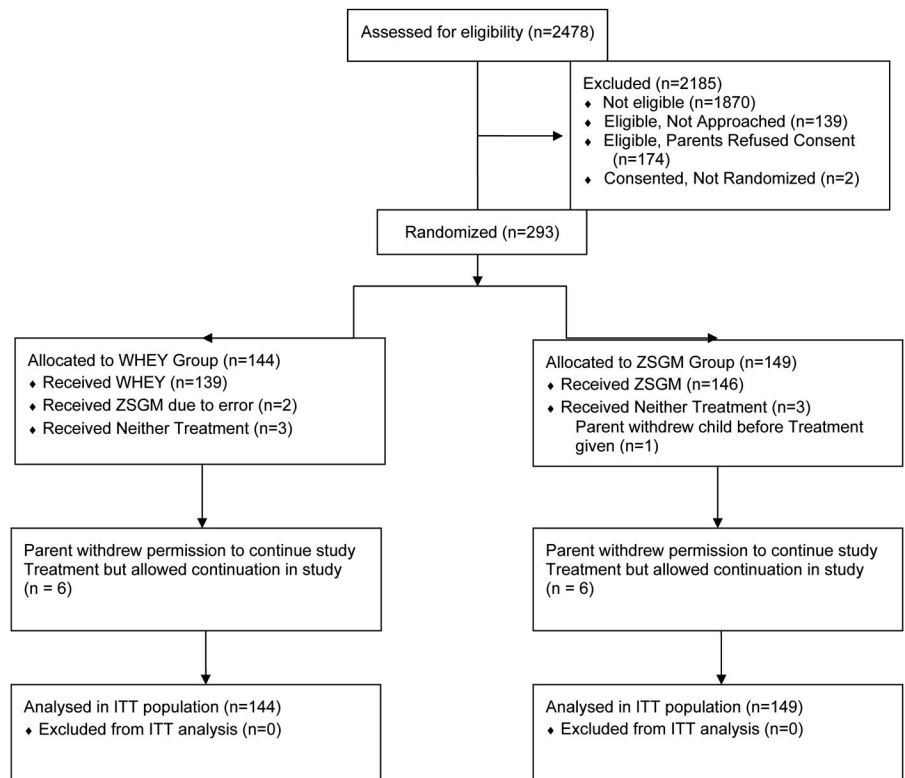 Assessed for eligibility (n=2478)
Excluded (n=2185)
♦ Not eligible (n=1870)
♦ Eligible, Not Approached (n=139)
♦ Eligible, Parents Refused Consent
(n=174)
♦ Consented, Not Randomized (n=2)
Randomized (n=293)
Allocated to WHEY Group (n=144)
♦ Received WHEY (n=139)
♦ Received ZSGM due to error (n=2)
♦ Received Neither Treatment (n=3)
Allocated to ZSGM Group (n=149)
♦ Received ZSGM (n=146)
♦ Received Neither Treatment (n=3)
Parent withdrew child before Treatment
given (n=1)
Parent withdrew permission to continue study
Treatment but allowed continuation in study
(n = 6)
Parent withdrew permission to continue study
Treatment but allowed continuation in study
(n = 6)
Analysed in ITT population (n=144)
♦ Excluded from ITT analysis (n=0)
Analysed in ITT population (n=149)
♦ Excluded from ITT analysis (n=0)